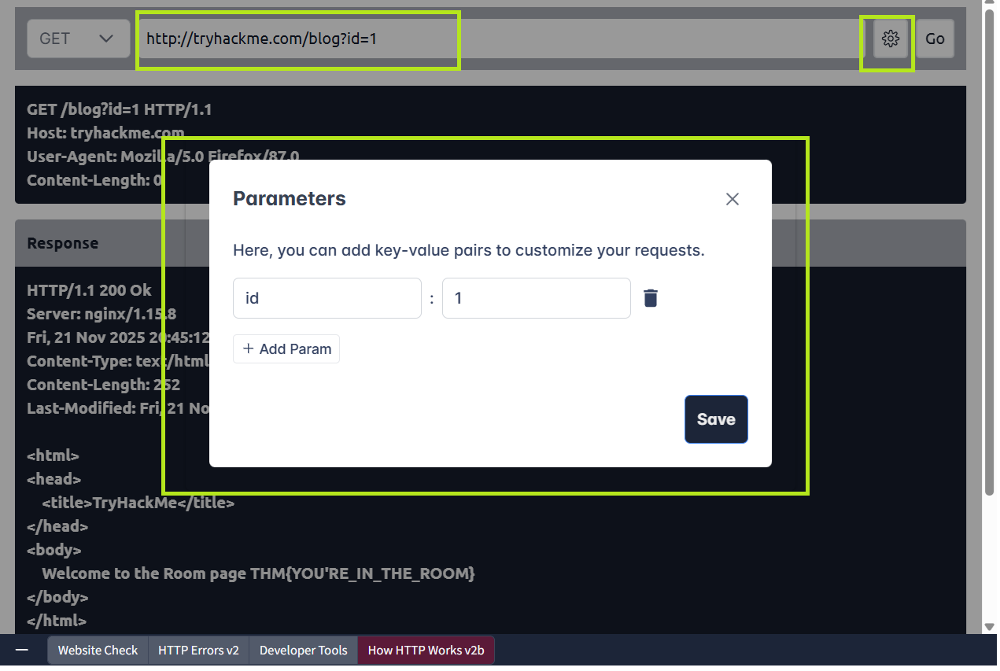 GET
http://tryhackme.com/blog?id=1
Go
GET /blog?id=1 HTTP/1.1
Host: tryhackme.com
User-Agent: Mozilla/5.0 Firefox/87.0
Content-Length: 0
Parameters
Here, you can add key-value pairs to customize your requests.
id : 1
+ Add Param
Save
Response
HTTP/1.1 200 Ok
Server: nginx/1.15.8
Fri, 21 Nov 2025 20:45:12
Content-Type: text/html
Content-Length: 252
Last-Modified: Fri, 21 No
<html>
<head>
<title>TryHackMe</title>
</head>
<body>
Welcome to the Room page THM{YOU'RE_IN_THE_ROOM}
</body>
</html>
Website Check HTTP Errors v2 Developer Tools How HTTP Works v2b